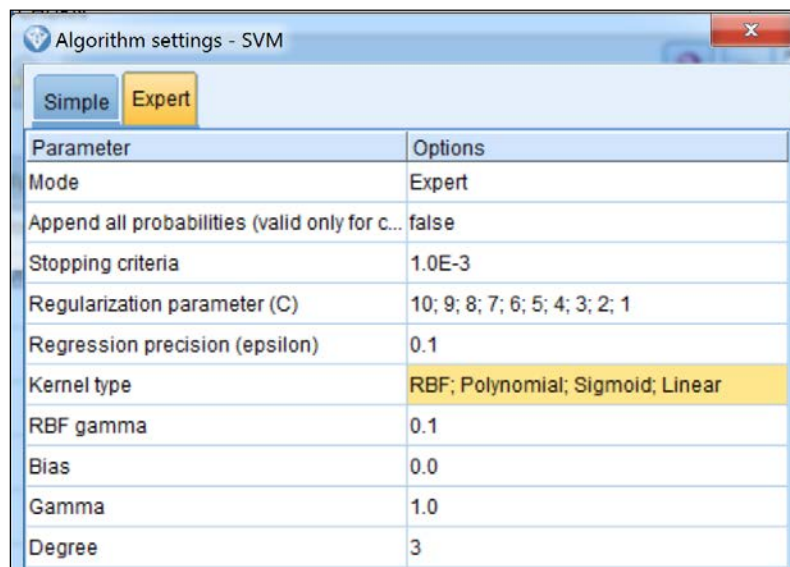 Algorithm settings - SVM
x
Simple Expert
Parameter Options
Mode Expert
Append all probabilities (valid only for c... false
Stopping criteria 1.0E-3
Regularization parameter (C) 10; 9; 8; 7; 6; 5; 4; 3; 2; 1
Regression precision (epsilon) 0.1
Kernel type RBF; Polynomial; Sigmoid; Linear
RBF gamma 0.1
Bias 0.0
Gamma 1.0
Degree 3